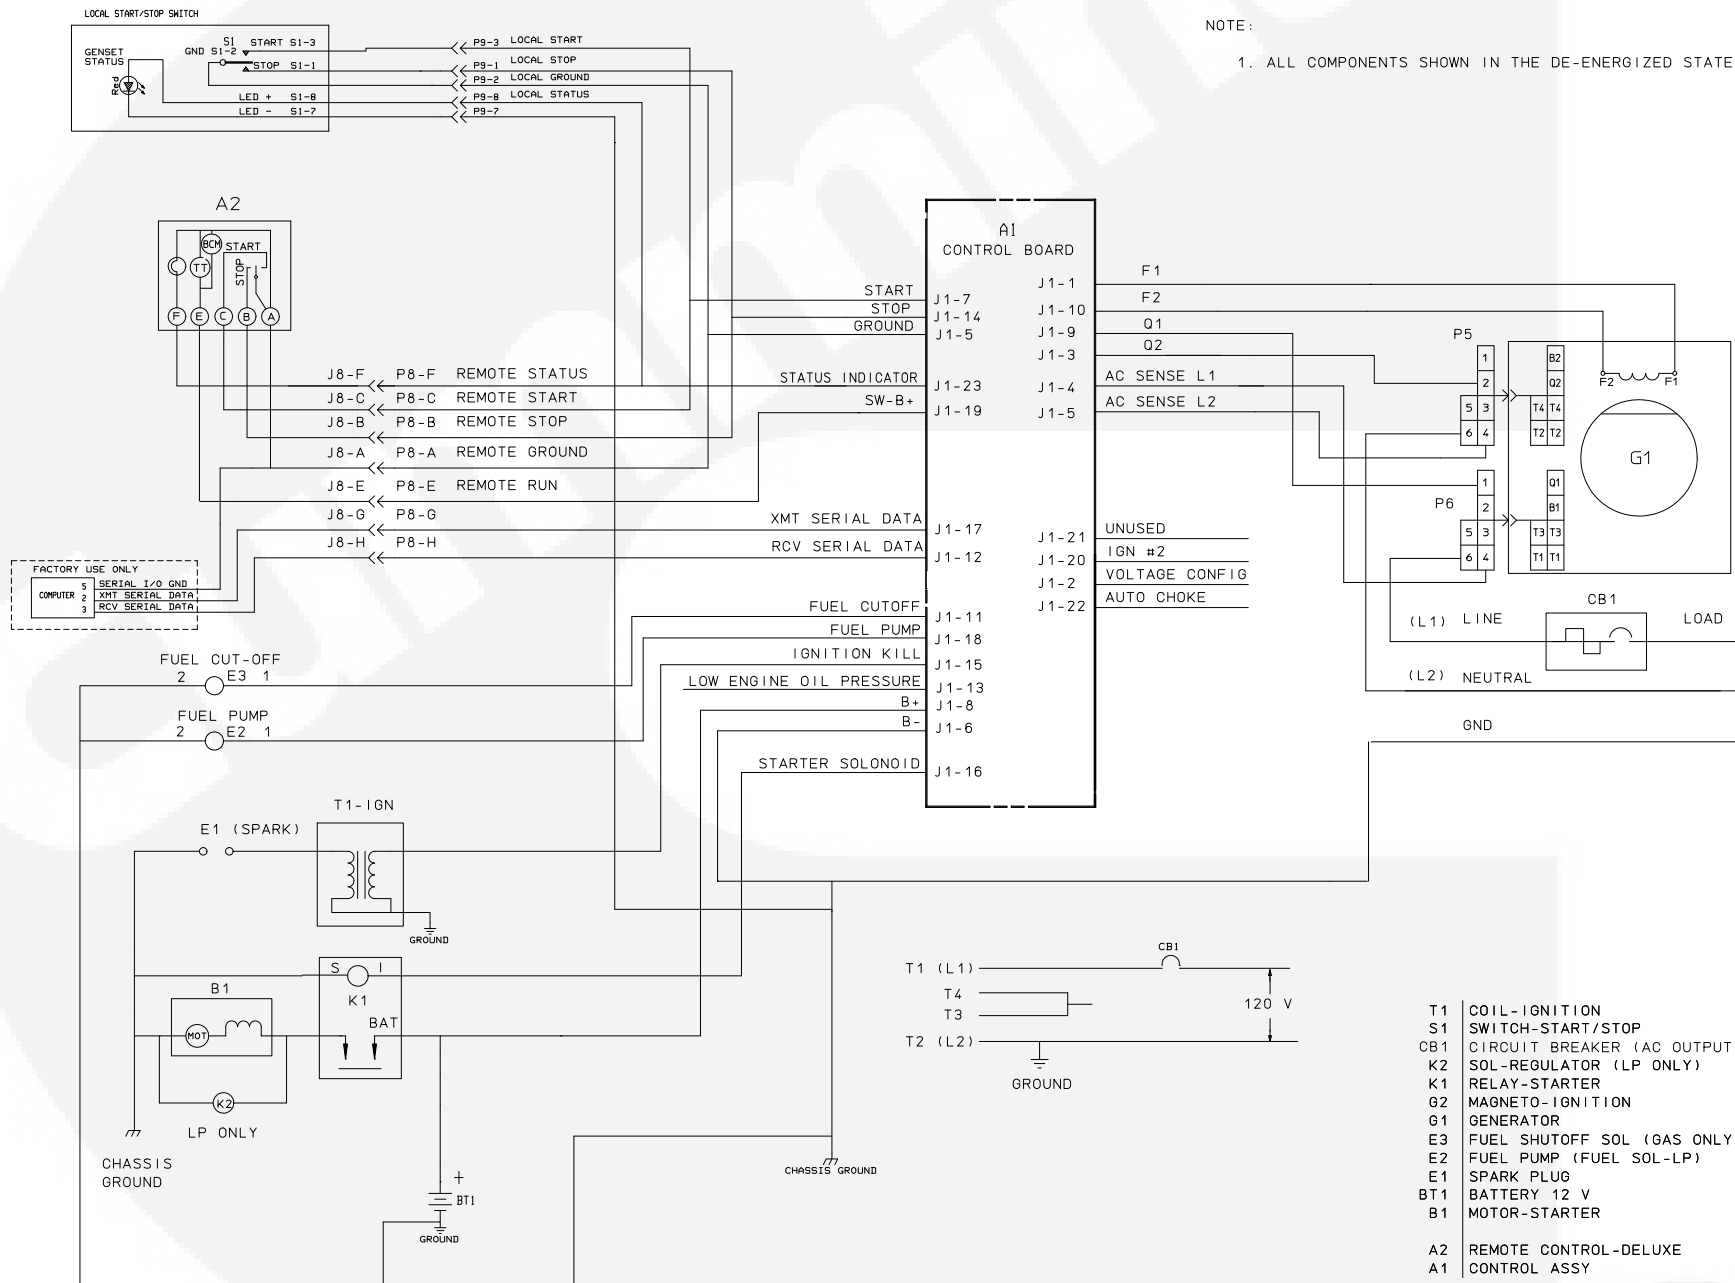 LOCAL START/STOP SWITCH
GENSET STATUS
Red
S1
START S1-3
GND S1-2
STOP S1-1
LED + S1-8
LED - S1-7
P9-3 LOCAL START
P9-1 LOCAL STOP
P9-2 LOCAL GROUND
P9-8 LOCAL STATUS
P9-7
NOTE:
1. ALL COMPONENTS SHOWN IN THE DE-ENERGIZED STATE
A2
BCM
START
TT
STOP
F E C B A
J8-F P8-F REMOTE STATUS
J8-C P8-C REMOTE START
J8-B P8-B REMOTE STOP
J8-A P8-A REMOTE GROUND
J8-E P8-E REMOTE RUN
J8-G P8-G
J8-H P8-H
FACTORY USE ONLY
COMPUTER
5 SERIAL I/O GND
2 XMT SERIAL DATA
3 RCV SERIAL DATA
A1
CONTROL BOARD
START J1-7
STOP J1-14
GROUND J1-5
STATUS INDICATOR J1-23
SW-B+ J1-19
XMT SERIAL DATA J1-17
RCV SERIAL DATA J1-12
FUEL CUTOFF J1-11
FUEL PUMP J1-18
IGNITION KILL J1-15
LOW ENGINE OIL PRESSURE J1-13
B+ J1-8
B- J1-6
STARTER SOLONOID J1-16
J1-1 F1
J1-10 F2
J1-9 Q1
J1-3 Q2
J1-4 AC SENSE L1
J1-5 AC SENSE L2
J1-21 UNUSED
J1-20 IGN #2
J1-2 VOLTAGE CONFIG
J1-22 AUTO CHOKE
P5
1 B2
2 Q2
5 3 T4 T4
6 4 T2 T2
F2 F1
G1
P6
1 Q1
2 B1
5 3 T3 T3
6 4 T1 T1
CB1
(L1) LINE LOAD
(L2) NEUTRAL
GND
FUEL CUT-OFF
2 E3 1
FUEL PUMP
2 E2 1
T1-IGN
E1 (SPARK)
GROUND
S I
K1
BAT
B1
MOT
K2
LP ONLY
CHASSIS
GROUND
+
BT1
GROUND
CHASSIS GROUND
CB1
T1 (L1)
T4
T3
T2 (L2)
120 V
GROUND
T1 COIL-IGNITION
S1 SWITCH-START/STOP
CB1 CIRCUIT BREAKER (AC OUTPUT
K2 SOL-REGULATOR (LP ONLY)
K1 RELAY-STARTER
G2 MAGNETO-IGNITION
G1 GENERATOR
E3 FUEL SHUTOFF SOL (GAS ONLY
E2 FUEL PUMP (FUEL SOL-LP)
E1 SPARK PLUG
BT1 BATTERY 12 V
B1 MOTOR-STARTER
A2 REMOTE CONTROL-DELUXE
A1 CONTROL ASSY